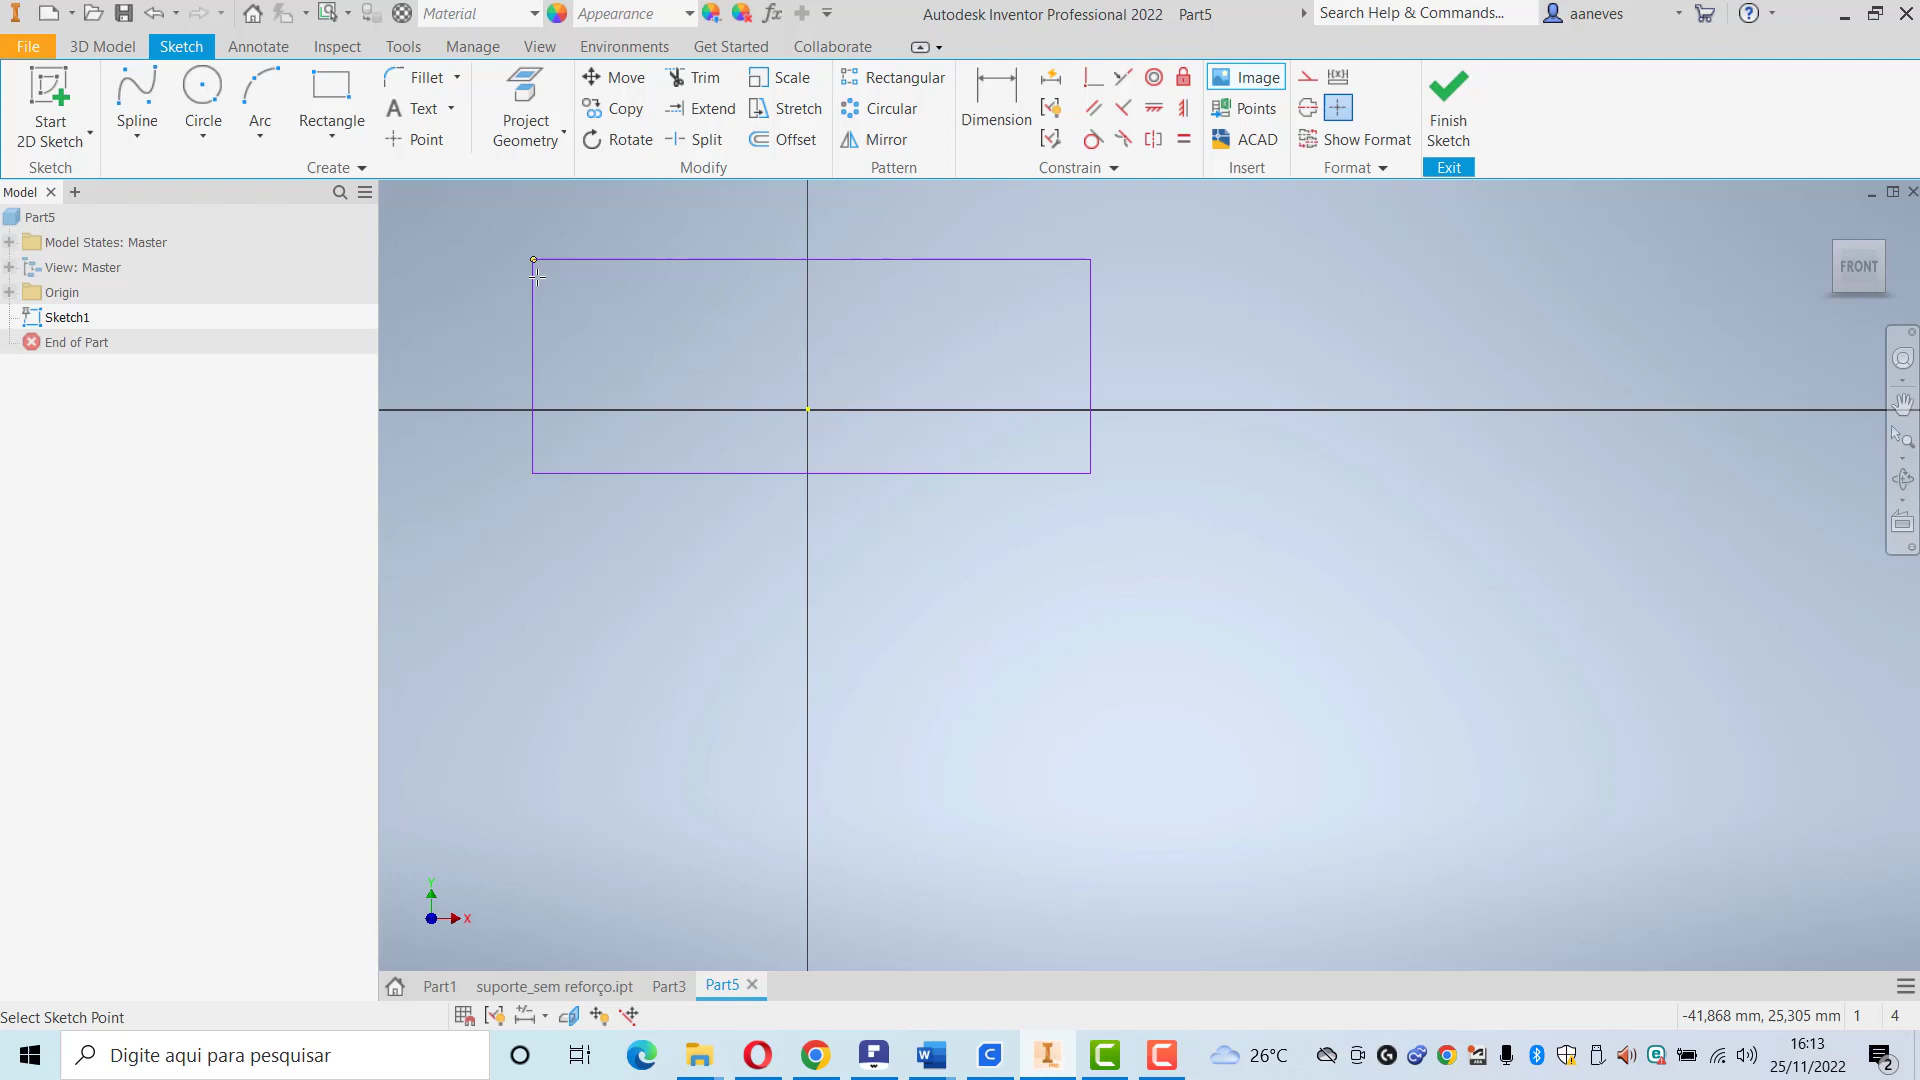 Material
Appearance
Autodesk Inventor Professional 2022 Part5
Search Help & Commands...
aaneves
File
3D Model
Sketch
Annotate
Inspect
Tools
Manage
View
Environments
Get Started
Collaborate
Start
2D Sketch
Sketch
Spline
Circle
Arc
Rectangle
Fillet
Text
Point
Create
Project
Geometry
Move
Copy
Rotate
Trim
Extend
Split
Scale
Stretch
Offset
Modify
Rectangular
Circular
Mirror
Pattern
Dimension
Constrain
Image
Points
ACAD
Insert
Show Format
Format
Finish
Sketch
Exit
Model
Part5
Model States: Master
View: Master
Origin
Sketch1
End of Part
FRONT
Y
X
Part1
suporte_sem reforço.ipt
Part3
Part5
Select Sketch Point
-41,868 mm, 25,305 mm
1
4
Digite aqui para pesquisar
26°C
16:13
25/11/2022
2